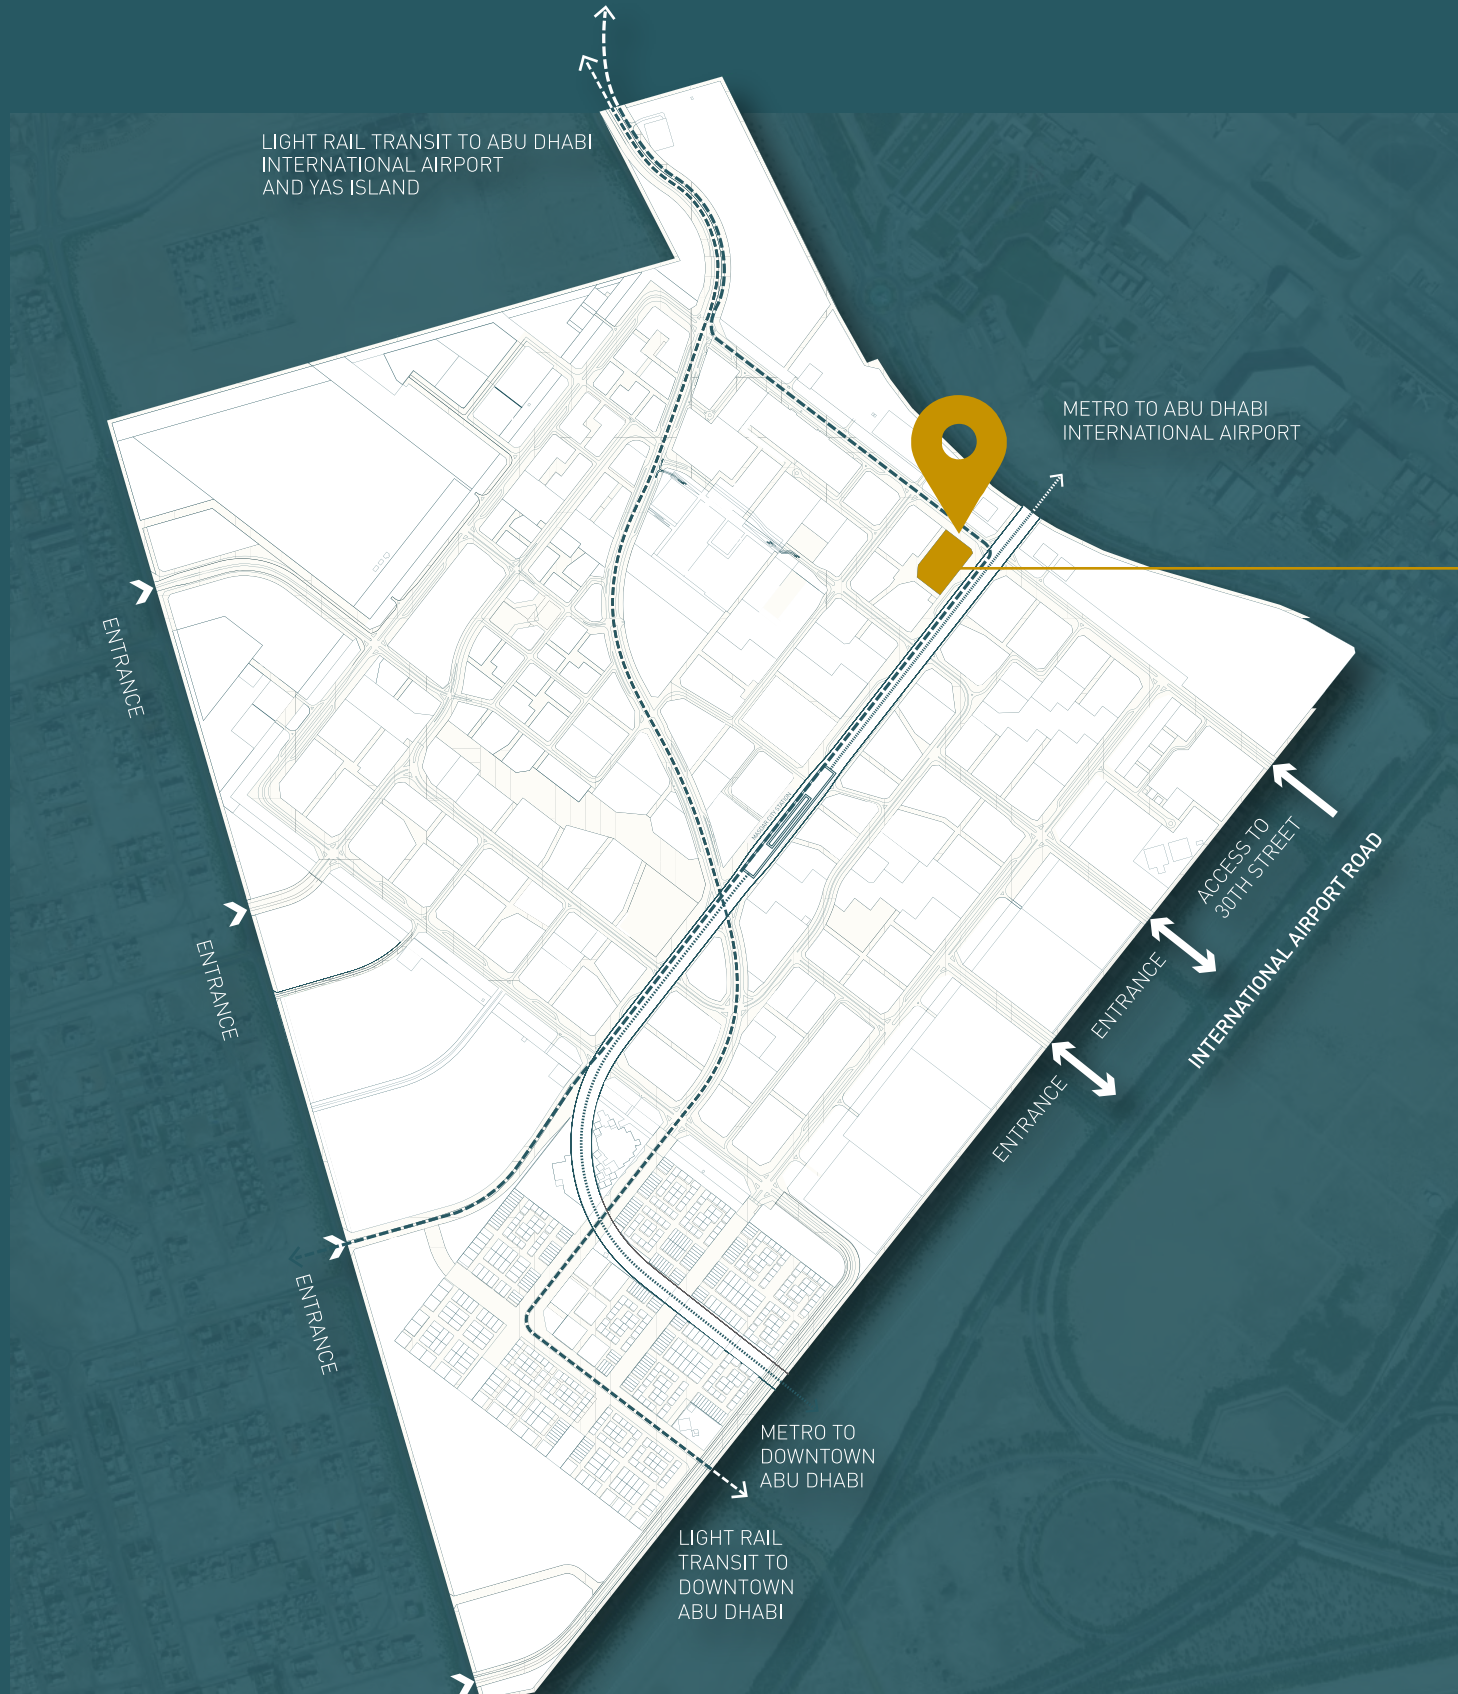 LIGHT RAIL TRANSIT TO ABU DHABI
INTERNATIONAL AIRPORT
AND YAS ISLAND
METRO TO ABU DHABI
INTERNATIONAL AIRPORT
ENTRANCE
ENTRANCE
ENTRANCE
ACCESS TO
30TH STREET
INTERNATIONAL AIRPORT ROAD
ENTRANCE
ENTRANCE
METRO TO
DOWNTOWN
ABU DHABI
LIGHT RAIL
TRANSIT TO
DOWNTOWN
ABU DHABI